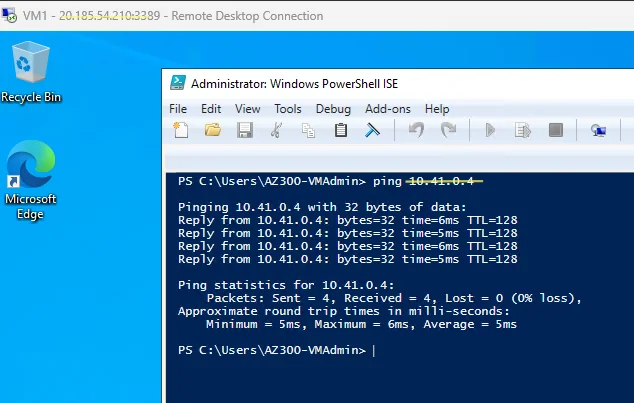 VM1 - 20.185.54.210:3389 - Remote Desktop Connection
Recycle Bin
Microsoft
Edge
Administrator: Windows PowerShell ISE
File Edit View Tools Debug Add-ons Help
PS C:\Users\AZ300-VMAdmin> ping 10.41.0.4
Pinging 10.41.0.4 with 32 bytes of data:
Reply from 10.41.0.4: bytes=32 time=6ms TTL=128
Reply from 10.41.0.4: bytes=32 time=5ms TTL=128
Reply from 10.41.0.4: bytes=32 time=6ms TTL=128
Reply from 10.41.0.4: bytes=32 time=5ms TTL=128
Ping statistics for 10.41.0.4:
Packets: Sent = 4, Received = 4, Lost = 0 (0% loss),
Approximate round trip times in milli-seconds:
Minimum = 5ms, Maximum = 6ms, Average = 5ms
PS C:\Users\AZ300-VMAdmin>